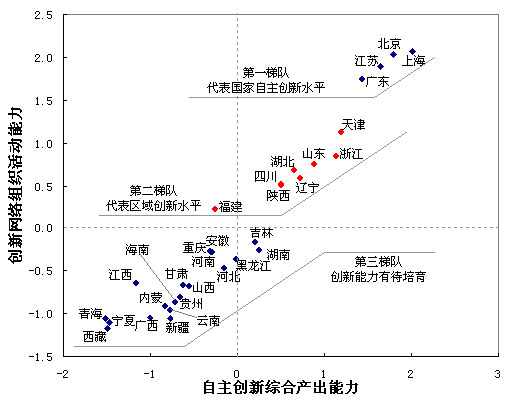 2.5
2.0
1.5
1.0
0.5
0.0
-0.5
-1.0
-1.5
-2
-1
0
1
2
3
创新网络组织活动能力
自主创新综合产出能力
北京
江苏
上海
广东
第一梯队
代表国家自主创新水平
天津
湖北
山东
浙江
四川
陕西
辽宁
第二梯队
代表区域创新水平
福建
吉林
安徽
重庆
河南
湖南
黑龙江
河北
第三梯队
创新能力有待培育
海南
江西
甘肃
山西
内蒙
贵州
青海
宁夏
广西
新疆
云南
西藏